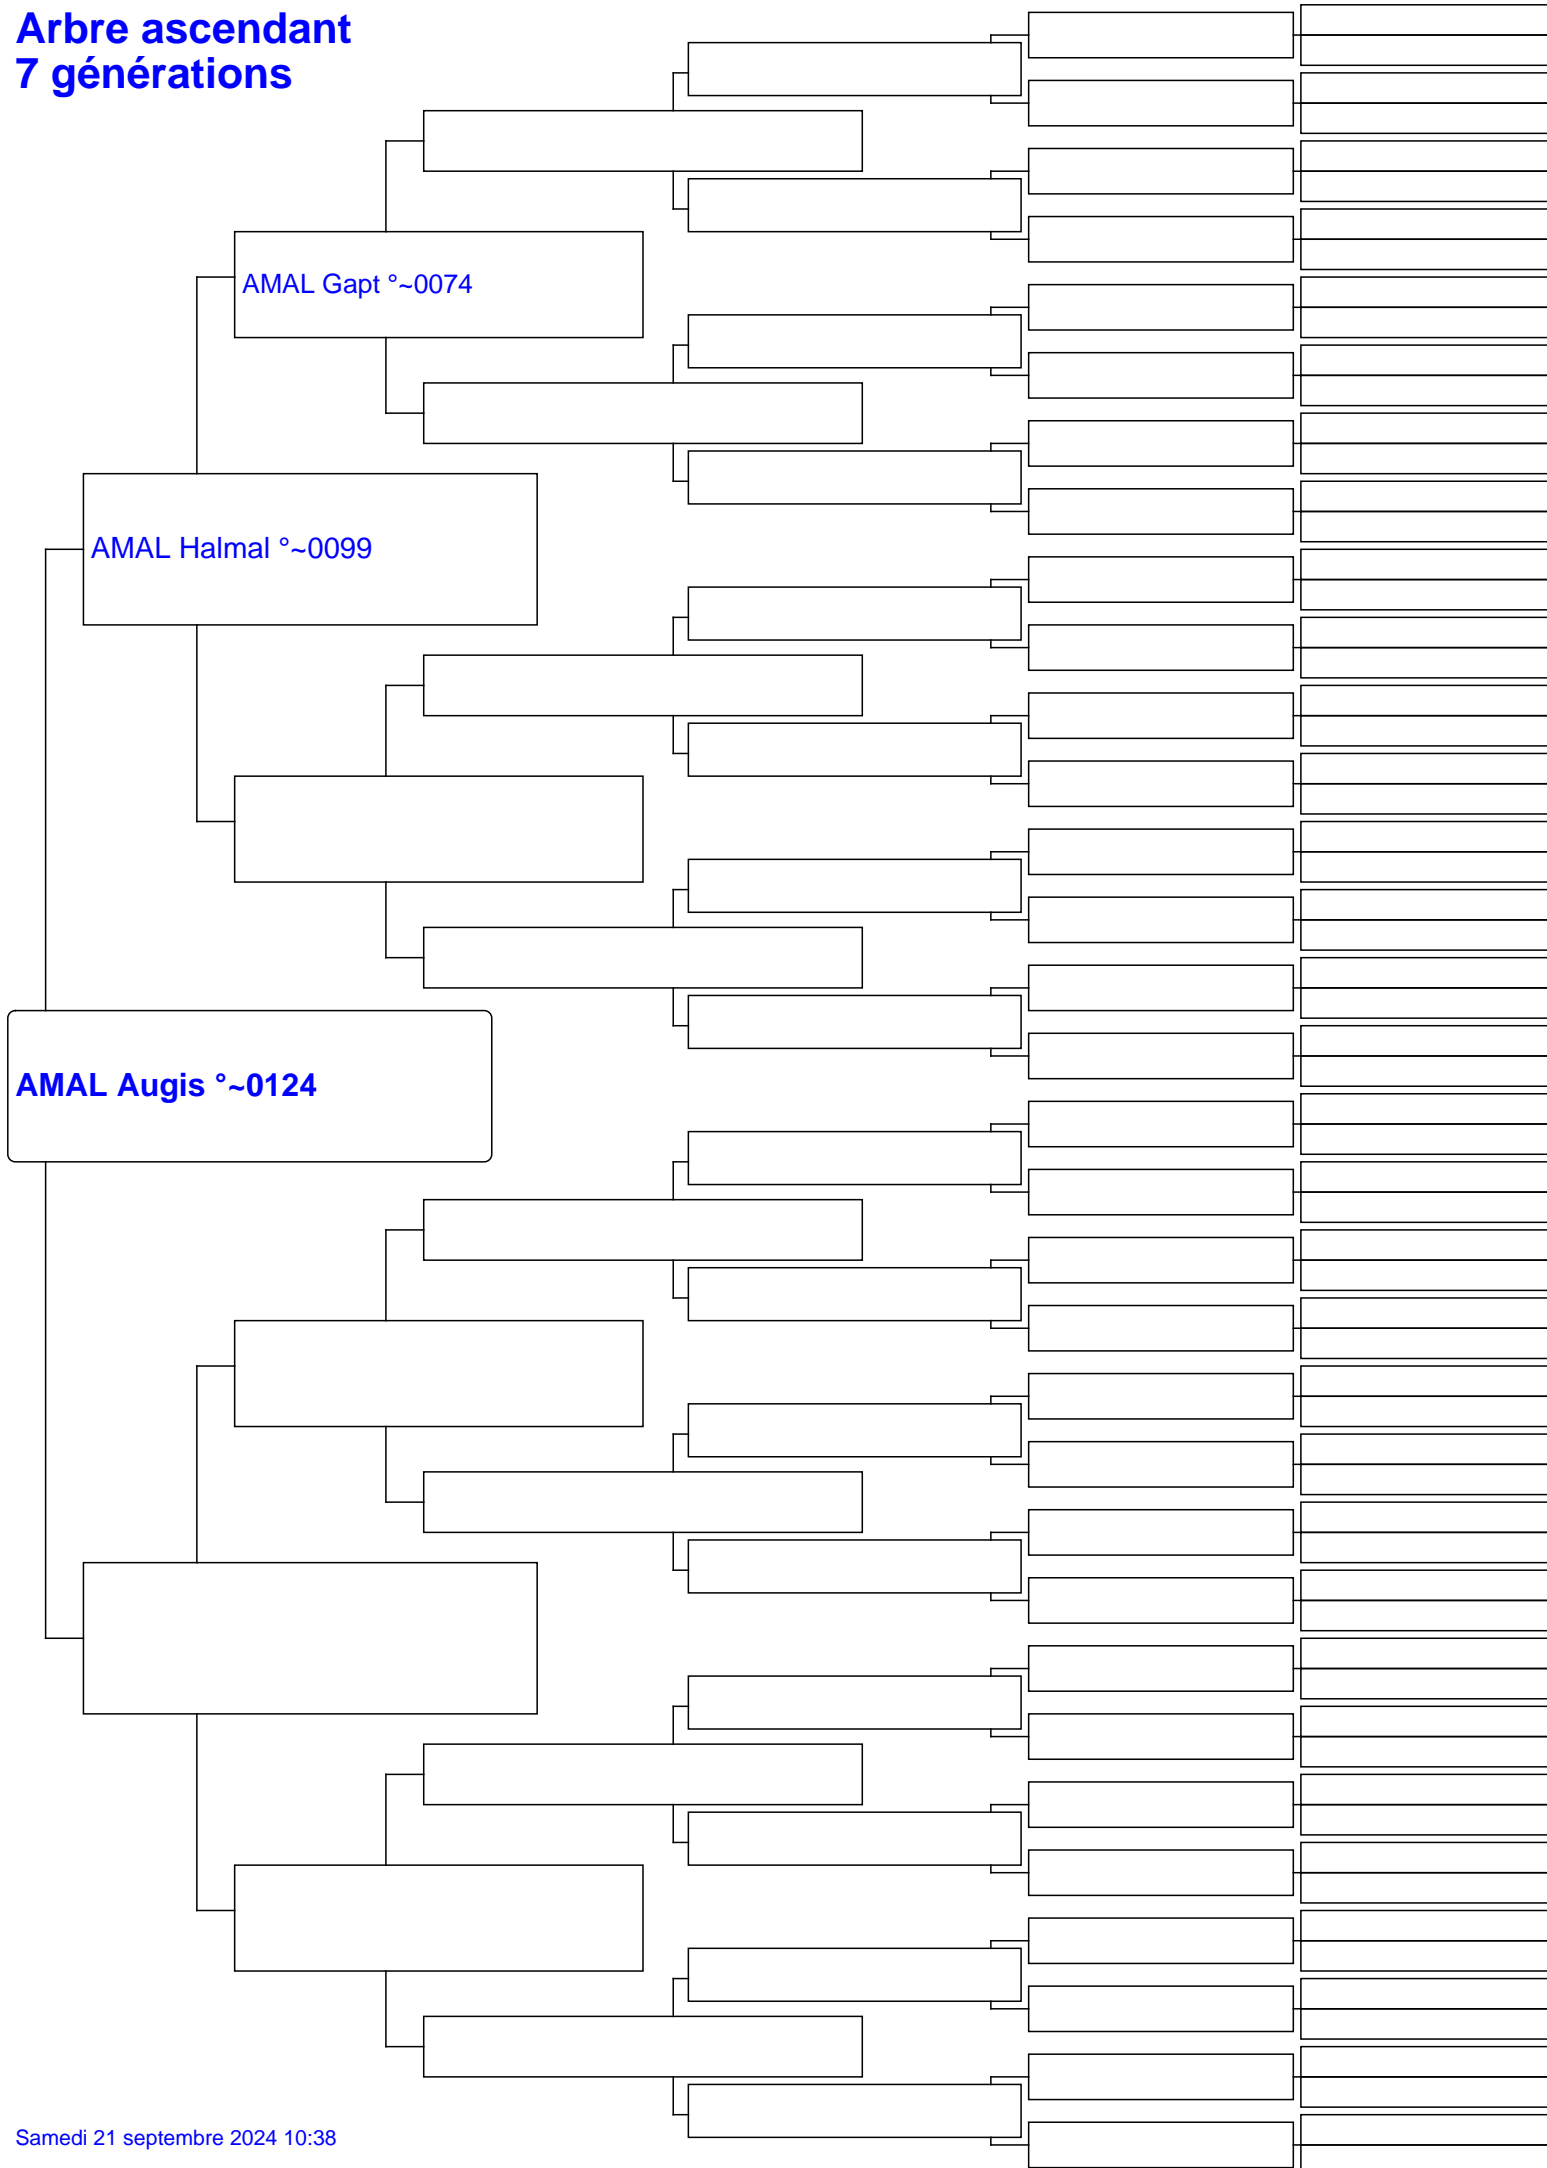 Arbre ascendant
7 générations
AMAL Gapt °~0074
AMAL Halmal °~0099
AMAL Augis °~0124
Samedi 21 septembre 2024 10:38